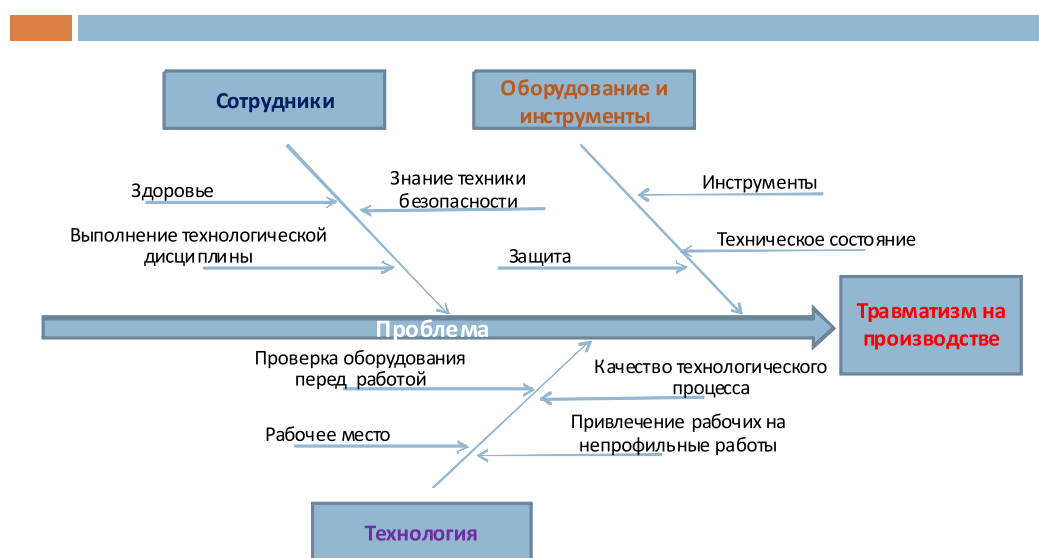 Сотрудники
Оборудование и
инструменты
Здоровье
Знание техники
безопасности
Выполнение технологической
дисциплины
Инструменты
Техническое состояние
Защита
Травматизм на
производстве
Проблема
Проверка оборудования
перед работой
Качество технологического
процесса
Рабочее место
Привлечение рабочих на
непрофильные работы
Технология